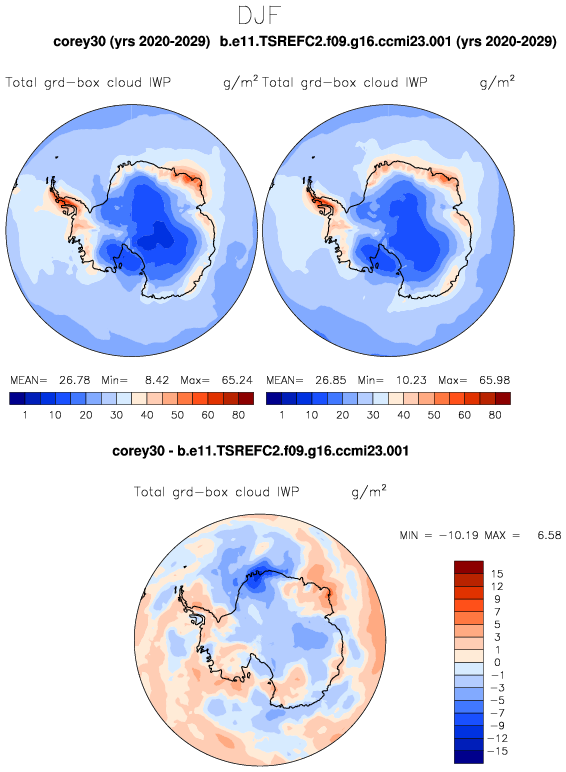 DJF
corey30 (yrs 2020-2029) b.e11.TSREFC2.f09.g16.ccmi23.001 (yrs 2020-2029)
Total grd-box cloud IWP g/m² Total grd-box cloud IWP g/m²
MEAN= 26.78 Min= 8.42 Max= 65.24 MEAN= 26.85 Min= 10.23 Max= 65.98
1 10 20 30 40 50 60 80 1 10 20 30 40 50 60 80
corey30 - b.e11.TSREFC2.f09.g16.ccmi23.001
Total grd-box cloud IWP g/m²
MIN = -10.19 MAX = 6.58
15
12
9
7
5
3
1
0
-1
-3
-5
-7
-9
-12
-15